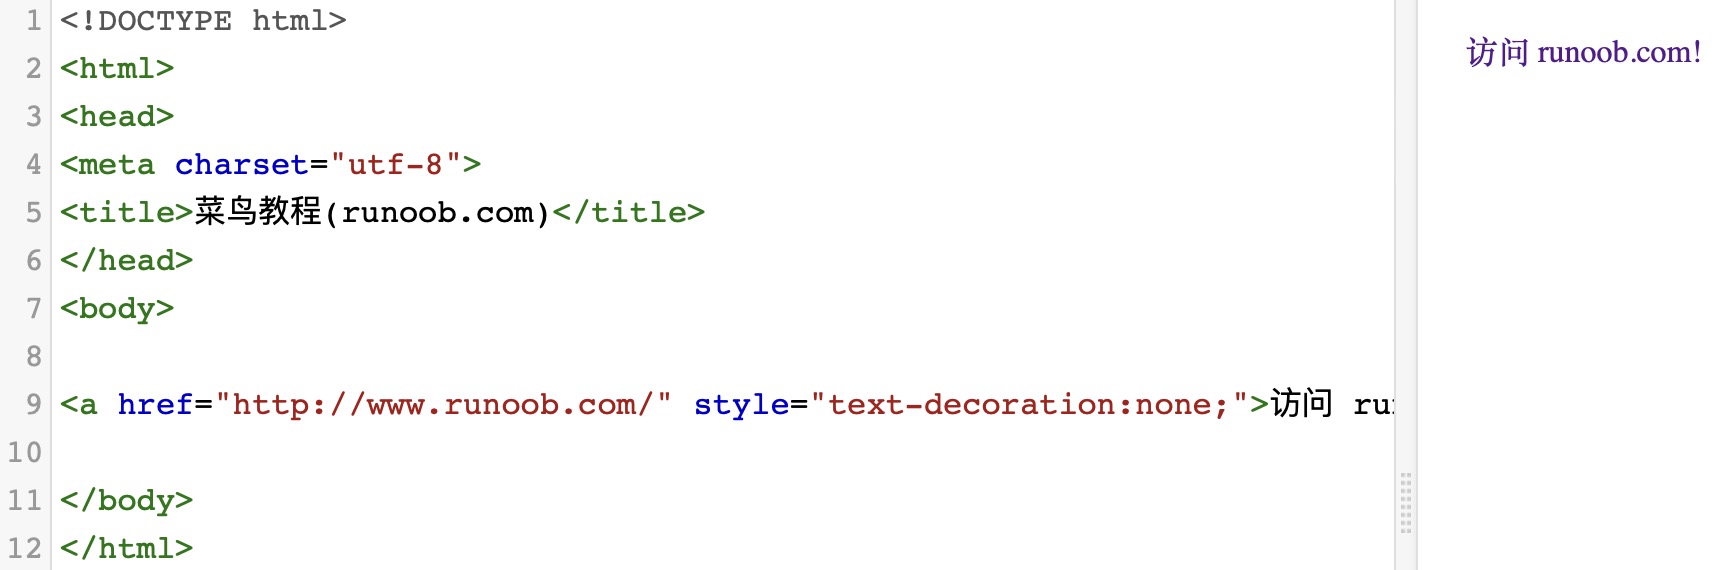 1 <!DOCTYPE html>
2 <html>
3 <head>
4 <meta charset="utf-8">
5 <title>菜鸟教程(runoob.com)</title>
6 </head>
7 <body>
8
9 <a href="http://www.runoob.com/" style="text-decoration:none;">访问 ru
10
11 </body>
12 </html>
访问 runoob.com!